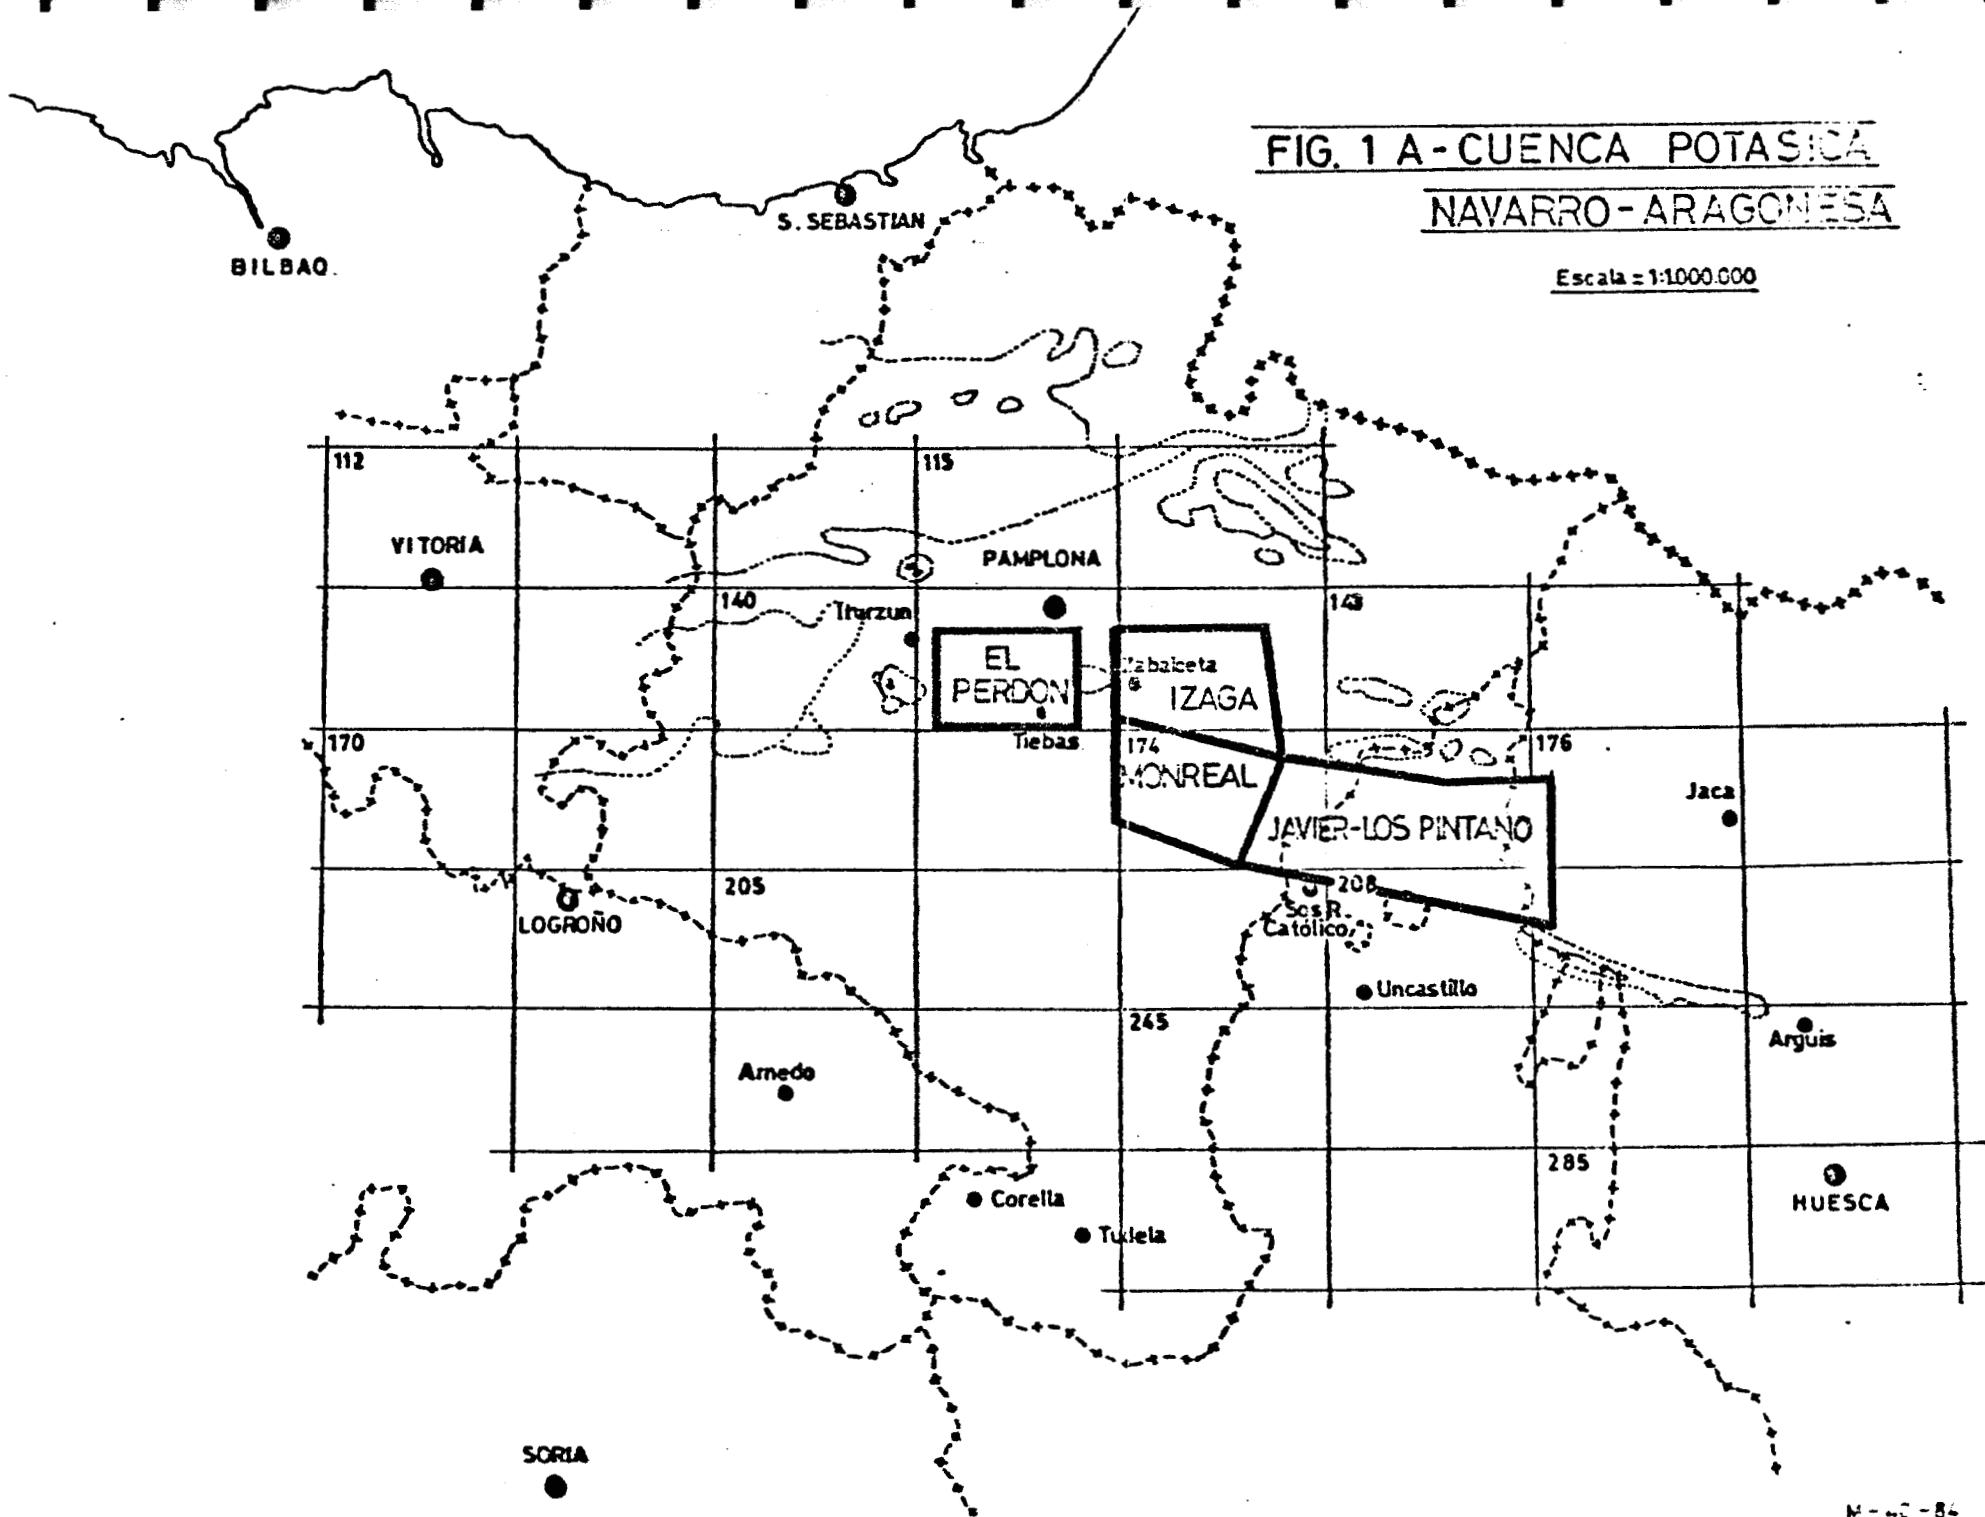 FIG. 1 A-CUENCA POTASICA
NAVARRO-ARAGONESA
Escala = 1:1.000.000
S. SEBASTIAN
BILBAO.
112
115
VITORIA
PAMPLONA
140
Irurzun
143
EL
PERDON
IZAGA
Tiebas
170
174
176
MONREAL
Jaca
JAVIER-LOS PINTANO
205
208
LOGROÑO
Sos R.
Católico
Uncastillo
245
Arguis
Arnedo
285
Corella
HUESCA
Tudela
SORIA